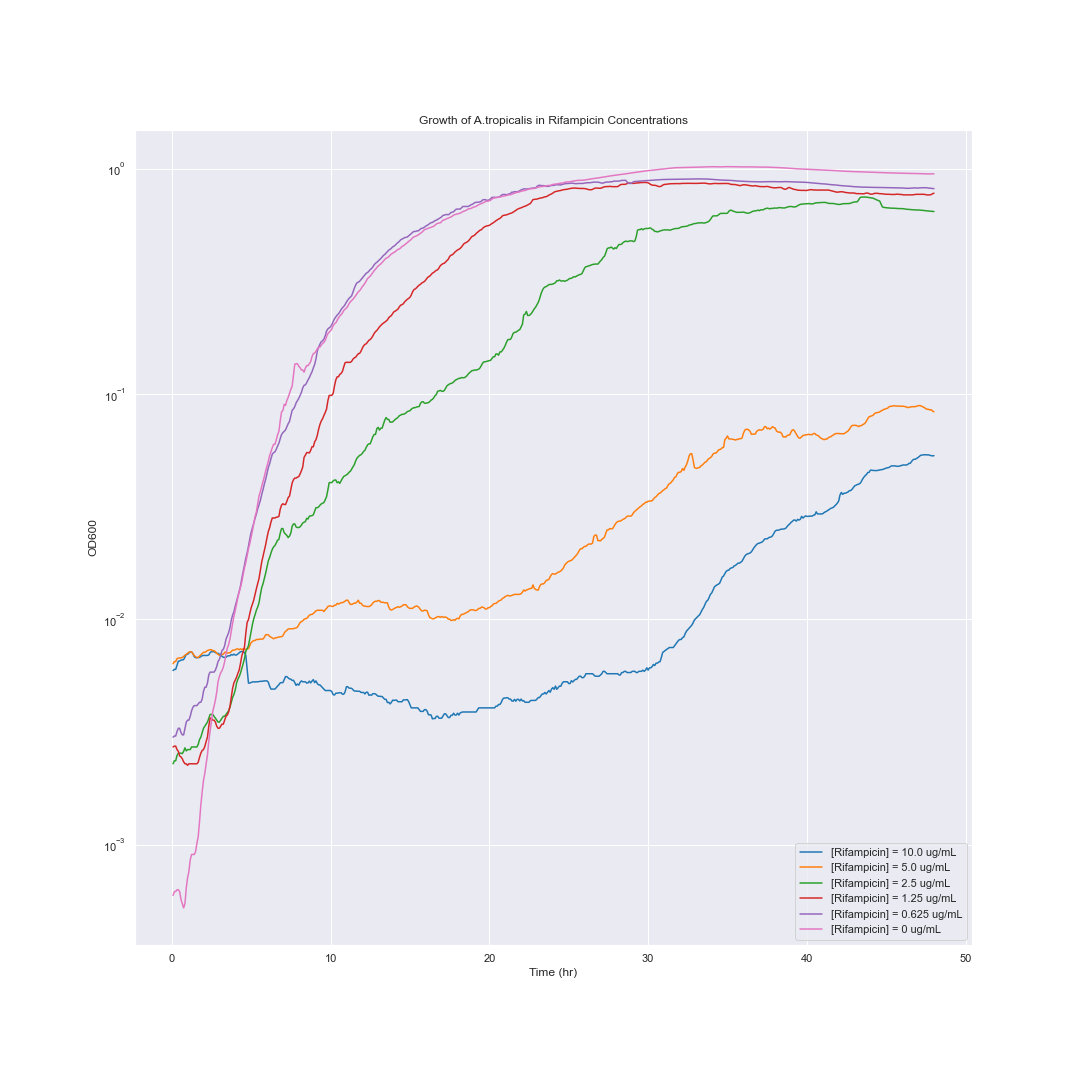 Growth of A.tropicalis in Rifampicin Concentrations
10⁰
10⁻¹
10⁻²
10⁻³
OD600
0 10 20 30 40 50
Time (hr)
[Rifampicin] = 10.0 ug/mL
[Rifampicin] = 5.0 ug/mL
[Rifampicin] = 2.5 ug/mL
[Rifampicin] = 1.25 ug/mL
[Rifampicin] = 0.625 ug/mL
[Rifampicin] = 0 ug/mL